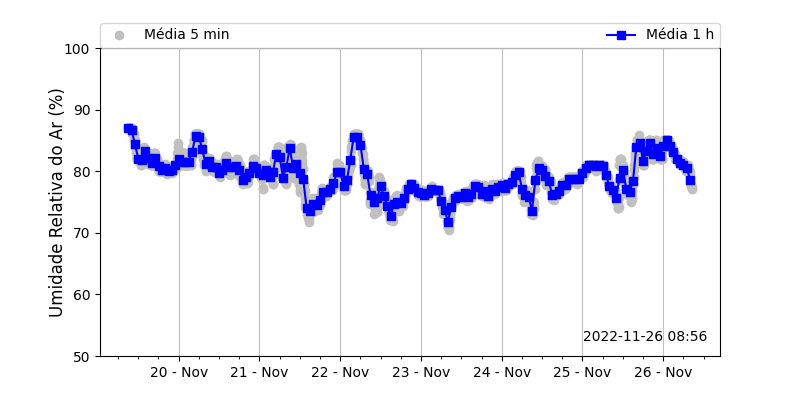 Média 5 min
Média 1 h
Umidade Relativa do Ar (%)
100
90
80
70
60
50
2022-11-26 08:56
20 - Nov
21 - Nov
22 - Nov
23 - Nov
24 - Nov
25 - Nov
26 - Nov